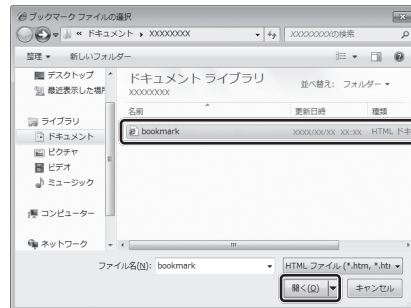 ブックマーク ファイルの選択
« ドキュメント ▸ XXXXXXXX
XXXXXXXXの検索
整理 ▼ 新しいフォルダー
デスクトップ
最近表示した場所
ライブラリ
ドキュメント
ピクチャ
ビデオ
ミュージック
コンピューター
ネットワーク
ドキュメント ライブラリ
XXXXXXXX
並べ替え: フォルダー ▼
名前 更新日時 種類
bookmark XXXX/XX/XX XX:XX HTML ドキ
ファイル名(N): bookmark
HTML ファイル (*.htm, *.htı
開く(O) キャンセル